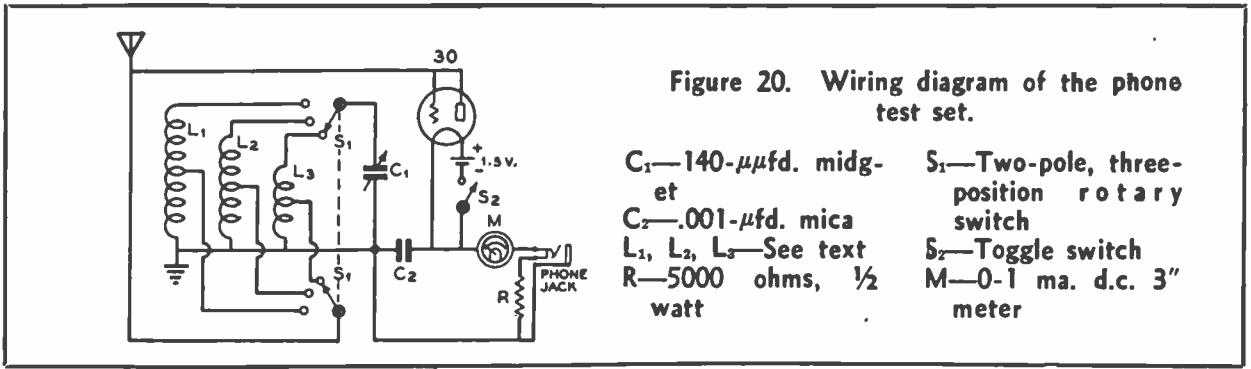 30
L₁
L₂
L₃
S₁
C₁
+
1.5 V.
-
S₂
M
C₂
S₁
R
PHONE
JACK
Figure 20. Wiring diagram of the phone
test set.
C₁—140-μμfd. midg-
et
C₂—.001-μfd. mica
L₁, L₂, L₃—See text
R—5000 ohms, ½
watt
S₁—Two-pole, three-
position rotary
switch
S₂—Toggle switch
M—0-1 ma. d.c. 3"
meter